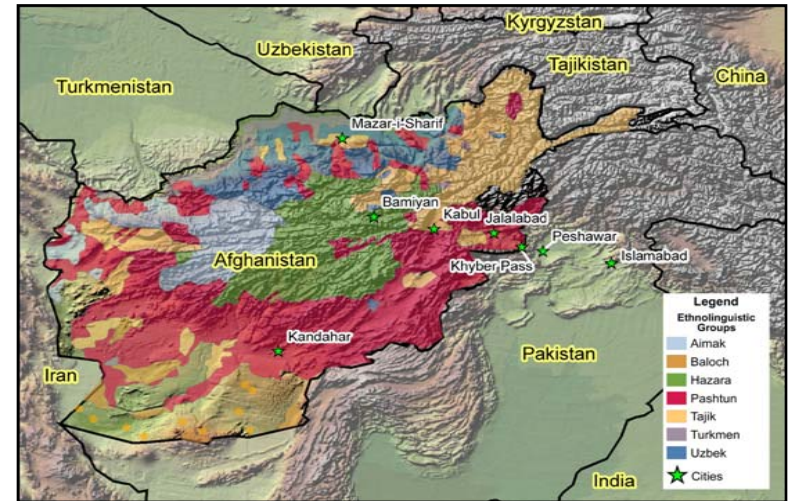 Kyrgyzstan
Uzbekistan
Tajikistan
China
Turkmenistan
Mazar-i-Sharif
Bamiyan
Kabul
Jalalabad
Peshawar
Afghanistan
Khyber Pass
Islamabad
Kandahar
Iran
Pakistan
India
Legend
Ethnolinguistic
Groups
Aimak
Baloch
Hazara
Pashtun
Tajik
Turkmen
Uzbek
Cities